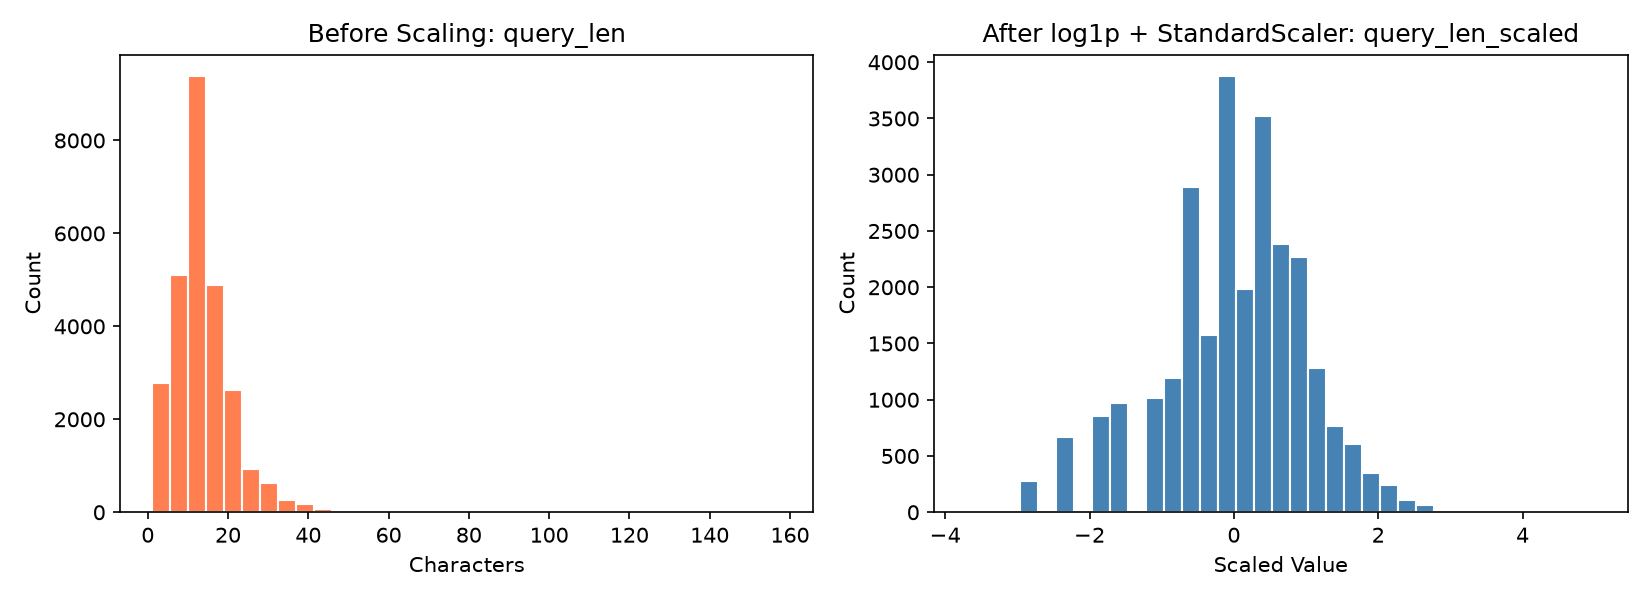 Before Scaling: query_len
8000
6000
4000
2000
0
Count
0 20 40 60 80 100 120 140 160
Characters
After log1p + StandardScaler: query_len_scaled
4000
3500
3000
2500
2000
1500
1000
500
0
Count
−4 −2 0 2 4
Scaled Value